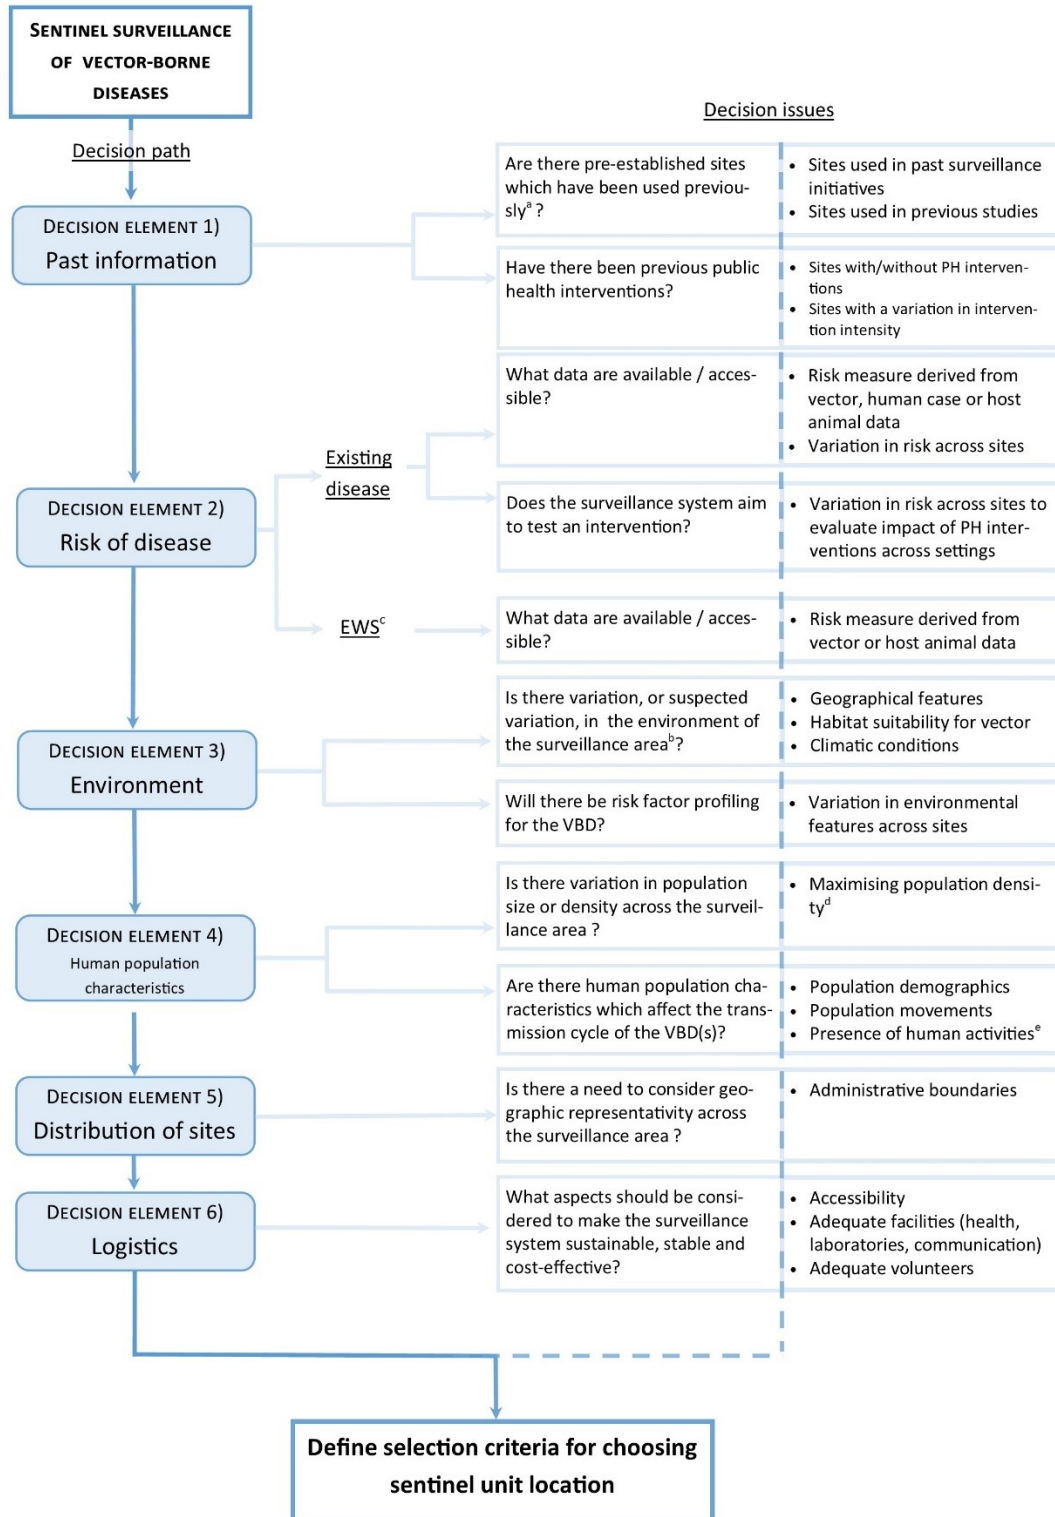 SENTINEL SURVEILLANCE
OF VECTOR-BORNE
DISEASES
Decision path
Decision issues
DECISION ELEMENT 1)
Past information
Are there pre-established sites
which have been used previou-
slyᵃ ?
• Sites used in past surveillance
initiatives
• Sites used in previous studies
Have there been previous public
health interventions?
• Sites with/without PH interven-
tions
• Sites with a variation in interven-
tion intensity
DECISION ELEMENT 2)
Risk of disease
Existing
disease
What data are available / acces-
sible?
• Risk measure derived from
vector, human case or host
animal data
• Variation in risk across sites
Does the surveillance system aim
to test an intervention?
• Variation in risk across sites to
evaluate impact of PH inter-
ventions across settings
EWSᶜ
What data are available / acces-
sible?
• Risk measure derived from
vector or host animal data
DECISION ELEMENT 3)
Environment
Is there variation, or suspected
variation, in the environment of
the surveillance areaᵇ?
• Geographical features
• Habitat suitability for vector
• Climatic conditions
Will there be risk factor profiling
for the VBD?
• Variation in environmental
features across sites
DECISION ELEMENT 4)
Human population
characteristics
Is there variation in population
size or density across the surveil-
lance area ?
• Maximising population densi-
tyᵈ
Are there human population cha-
racteristics which affect the trans-
mission cycle of the VBD(s)?
• Population demographics
• Population movements
• Presence of human activitiesᵉ
DECISION ELEMENT 5)
Distribution of sites
Is there a need to consider geo-
graphic representativity across
the surveillance area ?
• Administrative boundaries
DECISION ELEMENT 6)
Logistics
What aspects should be consi-
dered to make the surveillance
system sustainable, stable and
cost-effective?
• Accessibility
• Adequate facilities (health,
laboratories, communication)
• Adequate volunteers
Define selection criteria for choosing
sentinel unit location